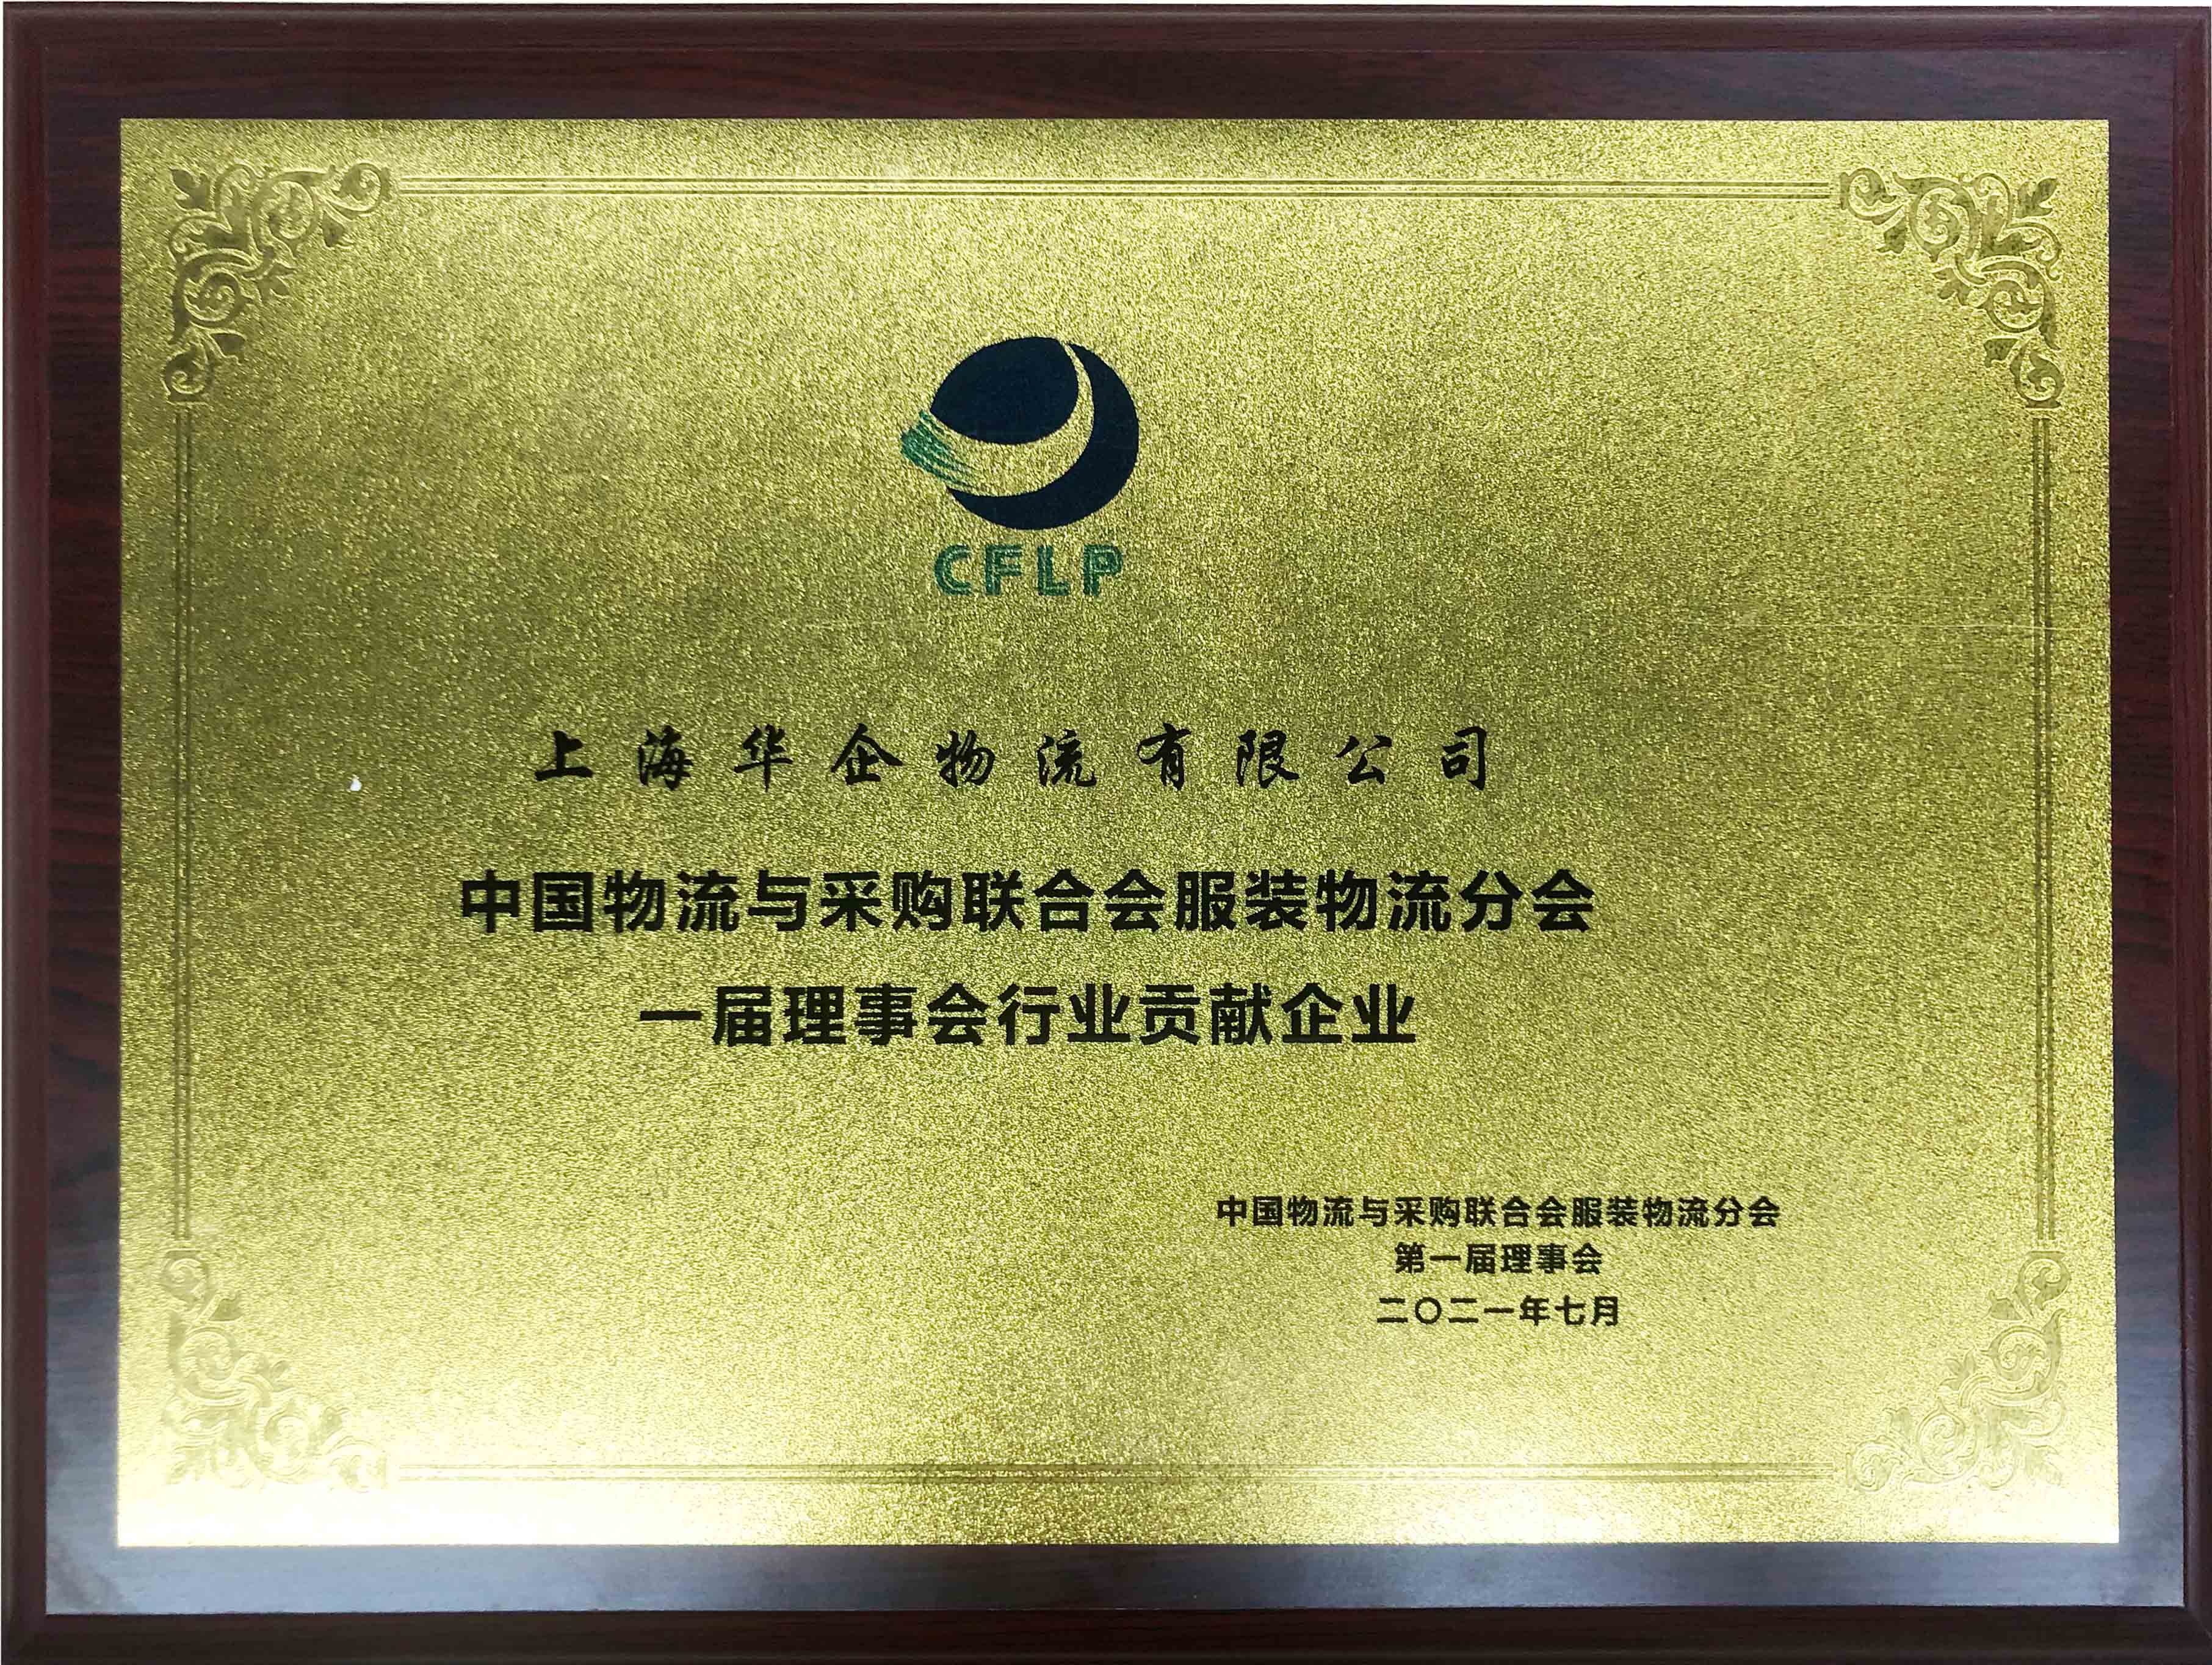 CFLP
上海华企物流有限公司
中国物流与采购联合会服装物流分会
一届理事会行业贡献企业
中国物流与采购联合会服装物流分会
第一届理事会
二〇二一年七月